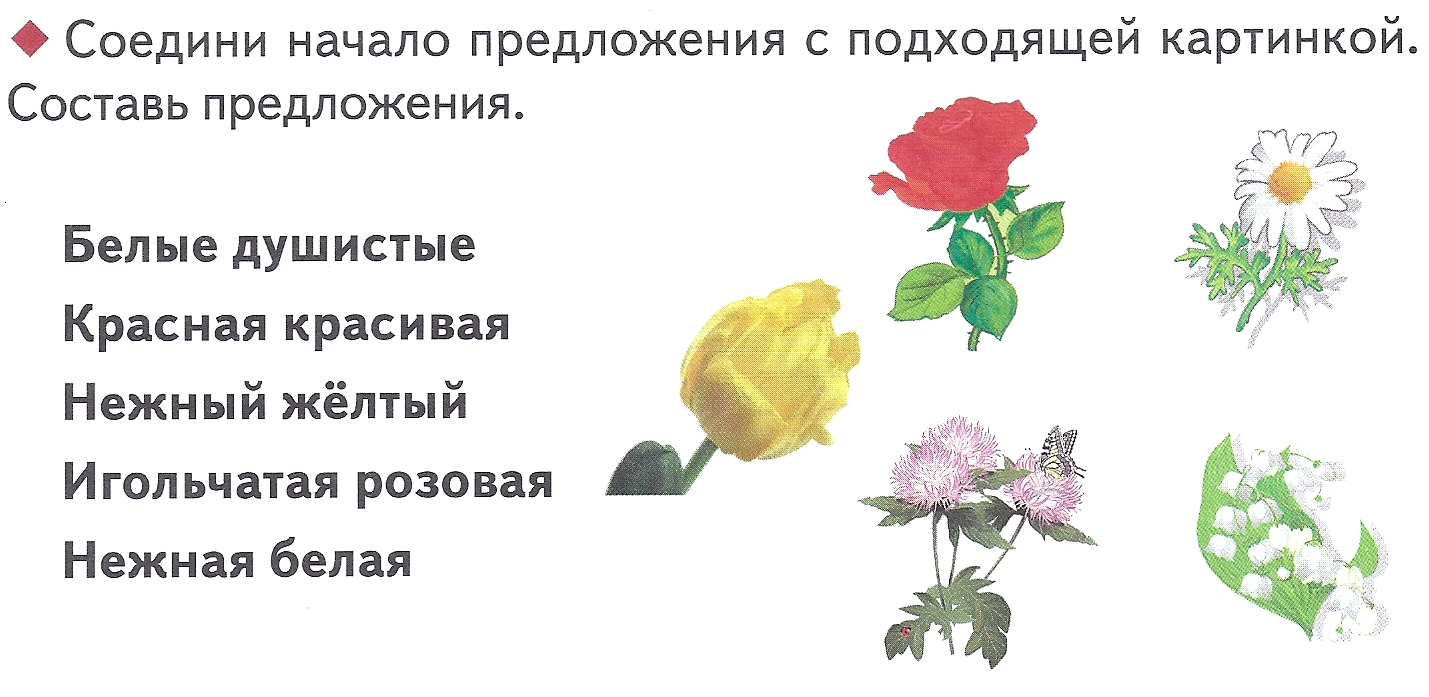 Соедини начало предложения с подходящей картинкой.
Составь предложения.
Белые душистые
Красная красивая
Нежный жёлтый
Игольчатая розовая
Нежная белая